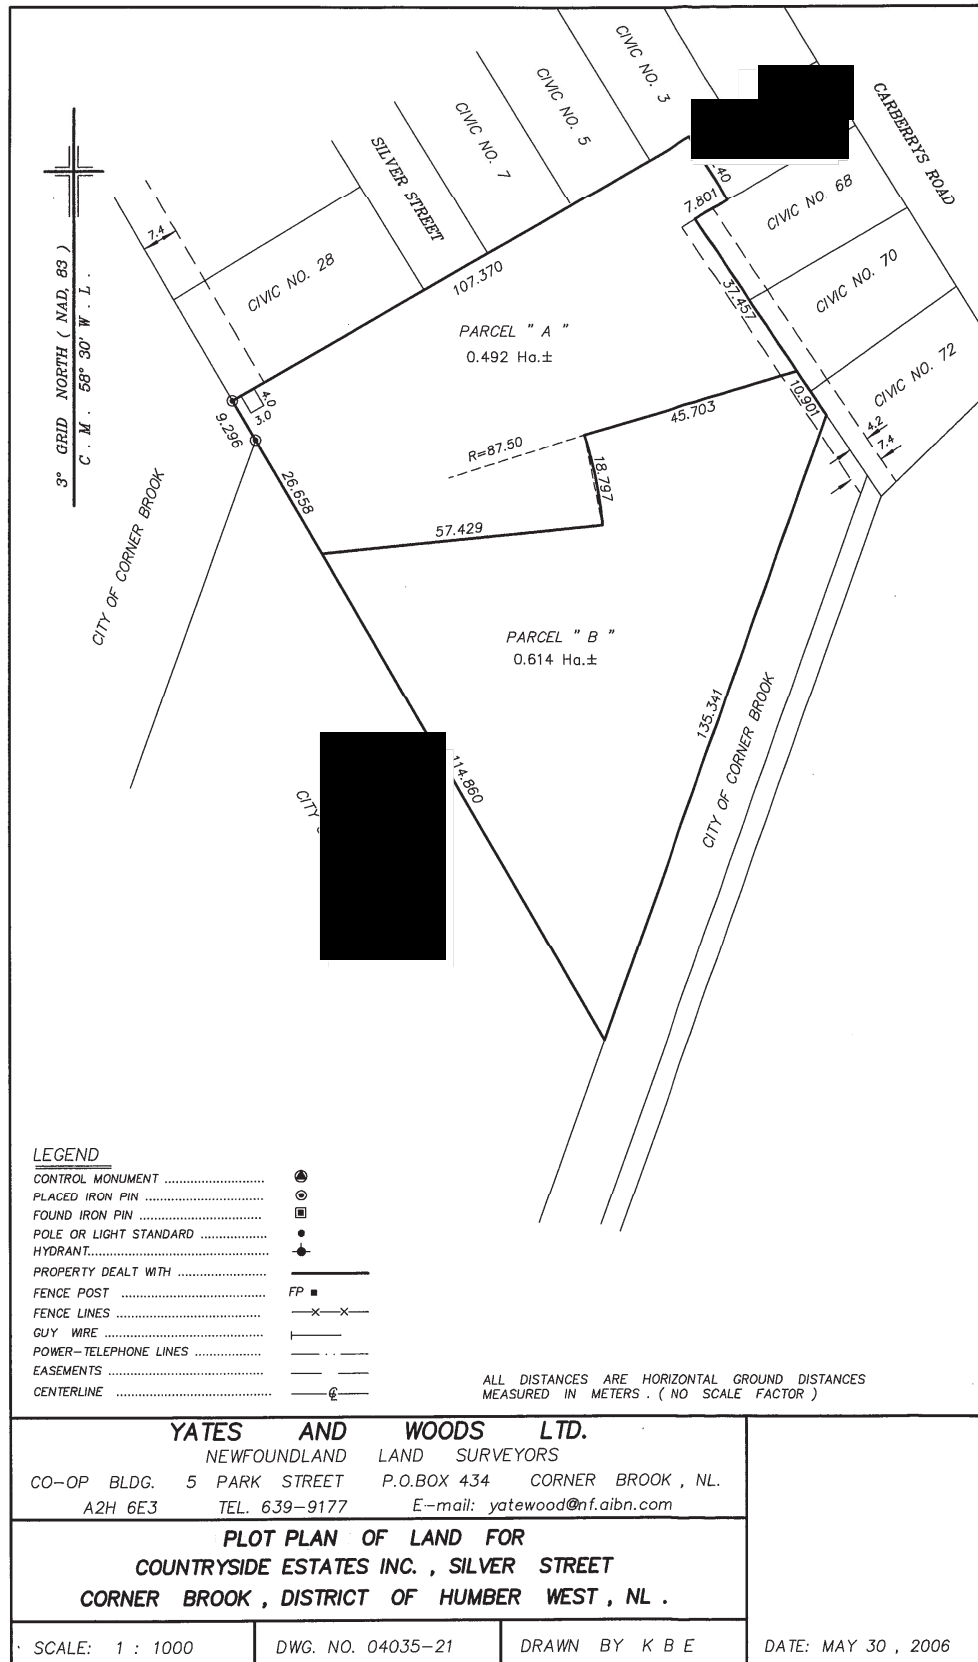 CIVIC NO. 3
CIVIC NO. 5
CIVIC NO. 7
SILVER STREET
CARBERRYS ROAD
40
7.801
CIVIC NO. 68
7.4
CIVIC NO. 28
107.370
37.457
CIVIC NO. 70
3° GRID NORTH ( NAD, 83 )
C . M . 58° 30' W . L .
PARCEL " A "
0.492 Ha.±
CIVIC NO. 72
4.0
3.0
9.296
10.901
45.703
4.2
7.4
R=87.50
18.797
26.658
57.429
CITY OF CORNER BROOK
PARCEL " B "
0.614 Ha.±
135.341
CITY OF CORNER BROOK
114.860
CITY
LEGEND
CONTROL MONUMENT ........................
PLACED IRON PIN ............................
FOUND IRON PIN .............................
POLE OR LIGHT STANDARD ................
HYDRANT...........................................
PROPERTY DEALT WITH .....................
FENCE POST ................................... FP
FENCE LINES ....................................
GUY WIRE ......................................
POWER-TELEPHONE LINES ................
EASEMENTS .....................................
CENTERLINE .....................................
ALL DISTANCES ARE HORIZONTAL GROUND DISTANCES
MEASURED IN METERS . ( NO SCALE FACTOR )
YATES AND WOODS LTD.
NEWFOUNDLAND LAND SURVEYORS
CO-OP BLDG. 5 PARK STREET P.O.BOX 434 CORNER BROOK , NL.
A2H 6E3 TEL. 639-9177 E-mail: yatewood@nf.aibn.com
PLOT PLAN OF LAND FOR
COUNTRYSIDE ESTATES INC. , SILVER STREET
CORNER BROOK , DISTRICT OF HUMBER WEST , NL .
SCALE: 1 : 1000 DWG. NO. 04035-21 DRAWN BY K B E DATE: MAY 30 , 2006